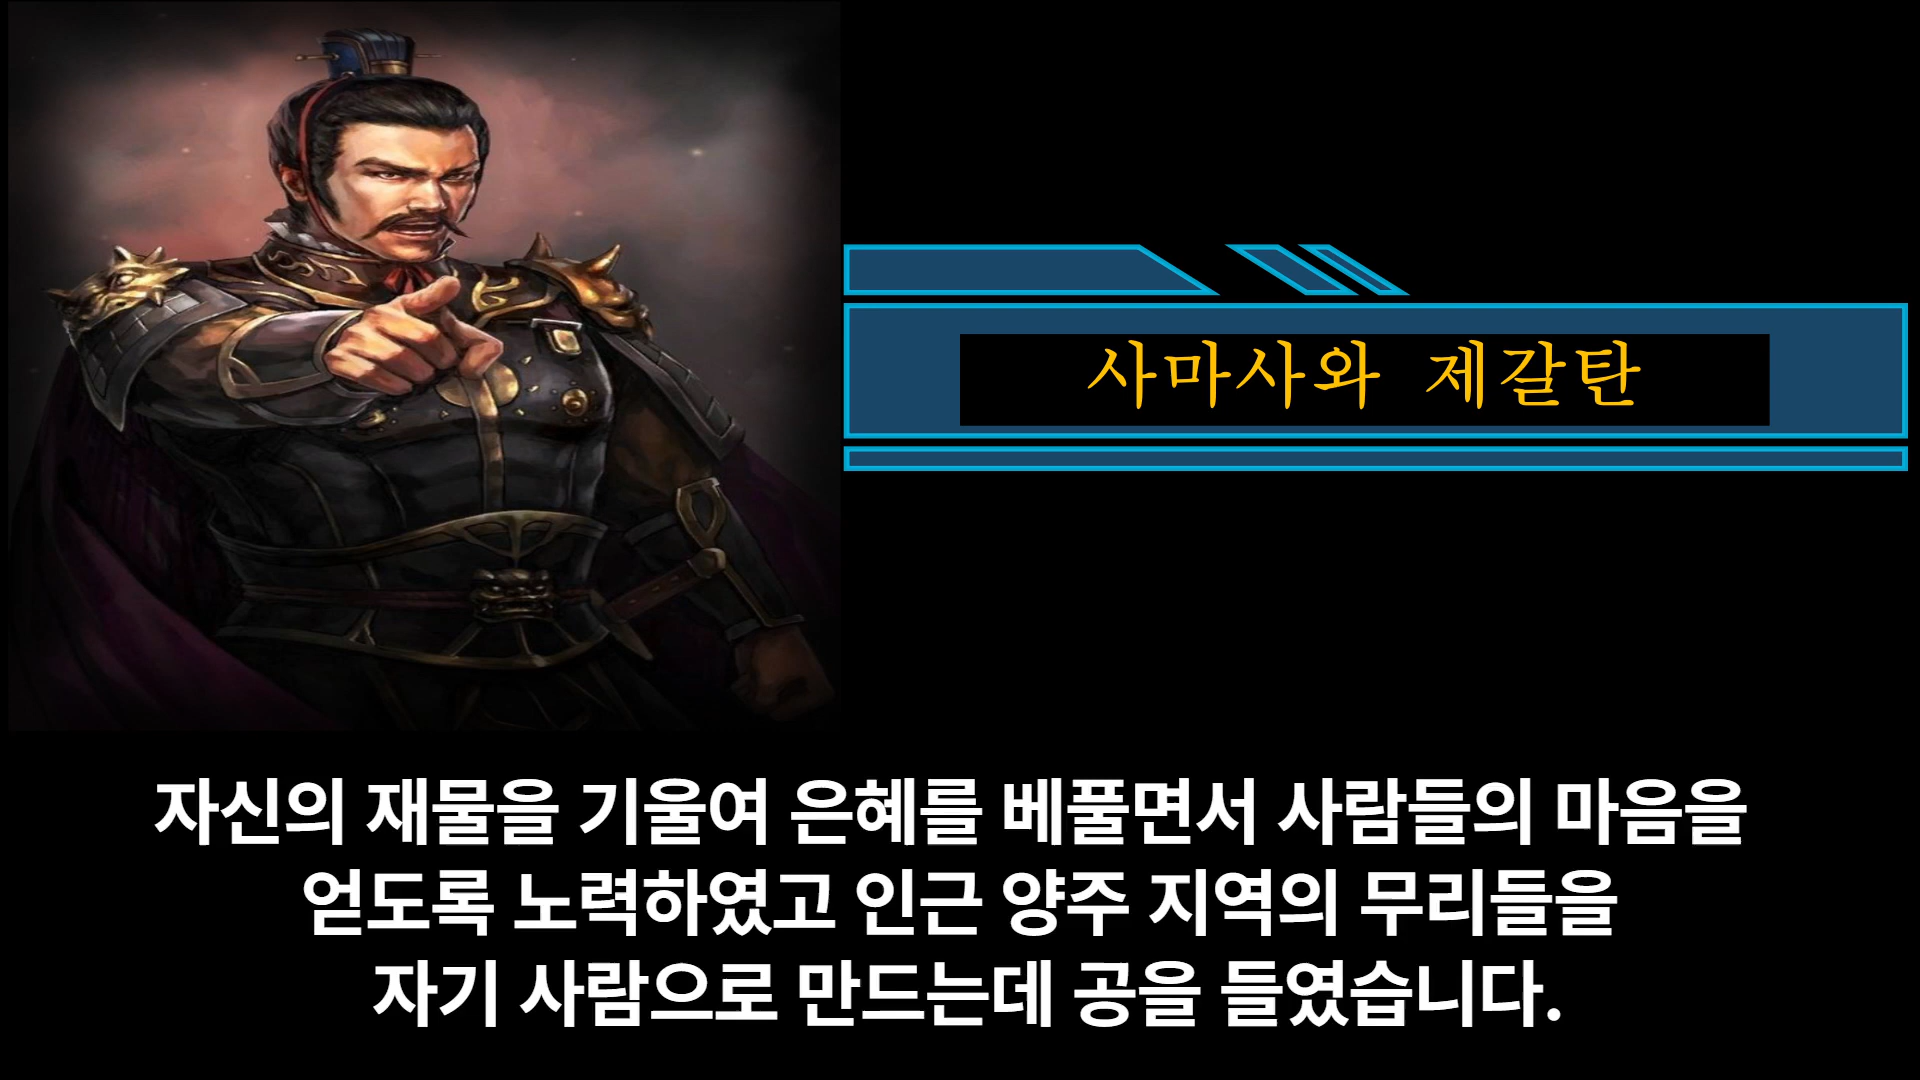 사마사와 제갈탄
자신의 재물을 기울여 은혜를 베풀면서 사람들의 마음을
얻도록 노력하였고 인근 양주 지역의 무리들을
자기 사람으로 만드는데 공을 들였습니다.